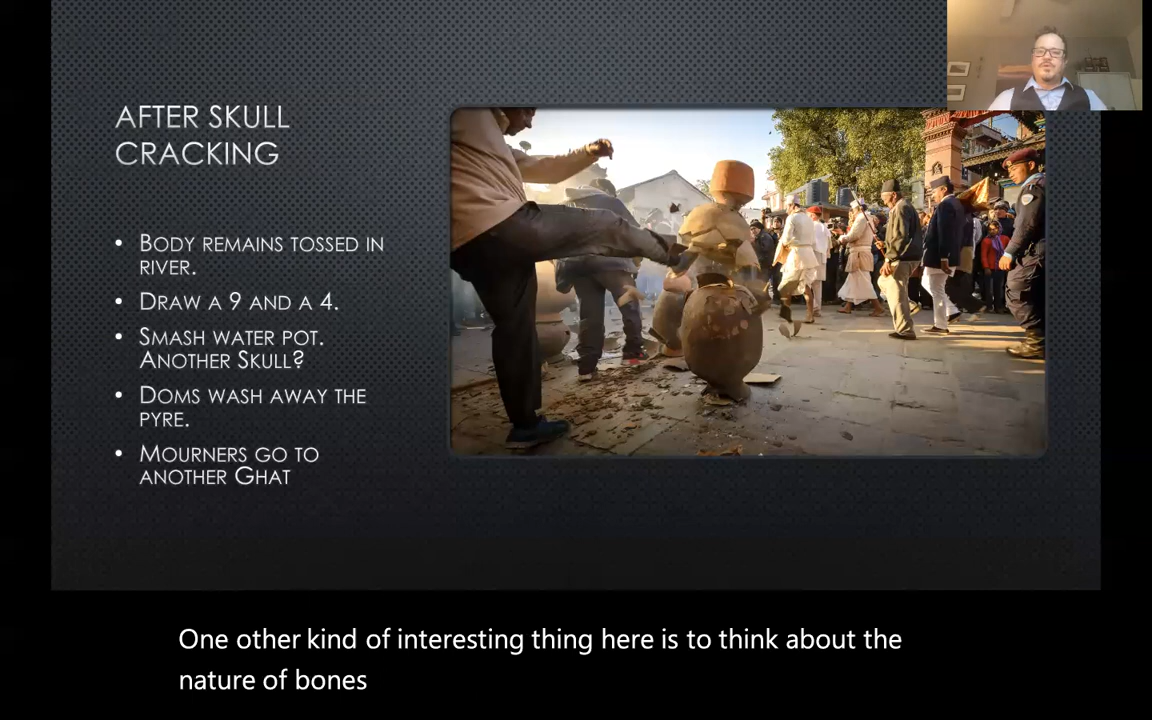 AFTER SKULL
CRACKING
• BODY REMAINS TOSSED IN
RIVER.
• DRAW A 9 AND A 4.
• SMASH WATER POT.
ANOTHER SKULL?
• DOMS WASH AWAY THE
PYRE.
• MOURNERS GO TO
ANOTHER GHAT
One other kind of interesting thing here is to think about the
nature of bones